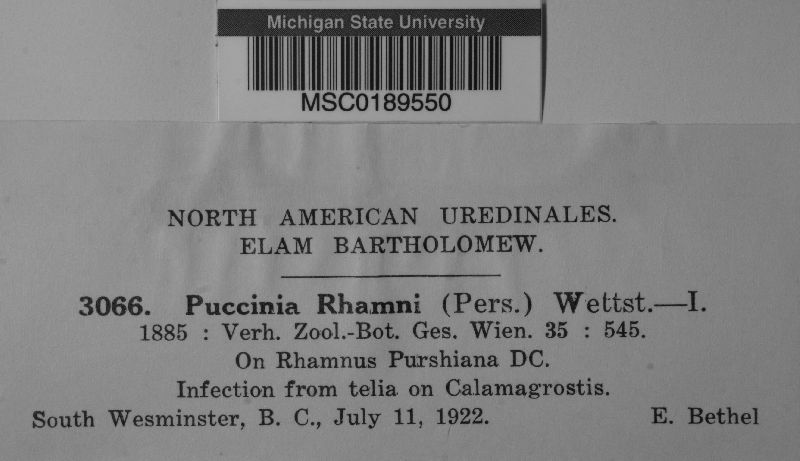 Michigan State University
MSC0189550
NORTH AMERICAN UREDINALES.
ELAM BARTHOLOMEW.
3066. Puccinia Rhamni (Pers.) Wettst.—I.
1885 : Verh. Zool.-Bot. Ges. Wien. 35 : 545.
On Rhamnus Purshiana DC.
Infection from telia on Calamagrostis.
South Wesminster, B. C., July 11, 1922. E. Bethel